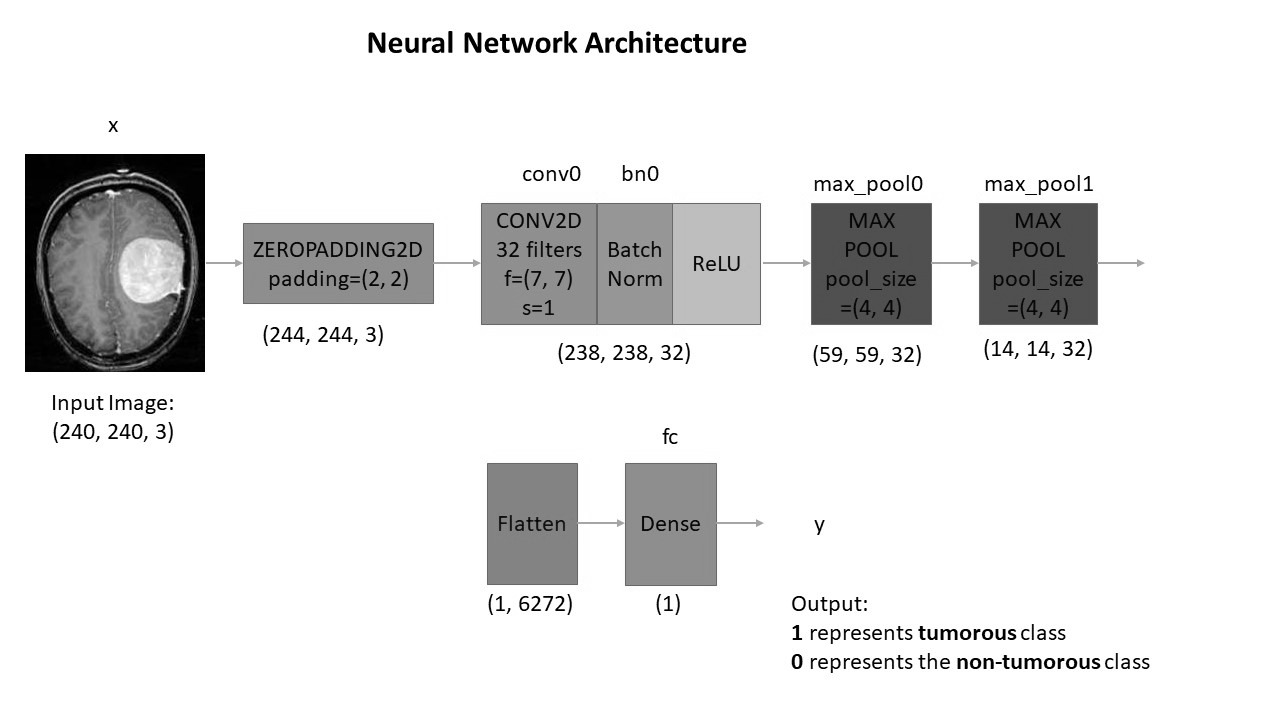 Neural Network Architecture
x
Input Image:
(240, 240, 3)
ZEROPADDING2D
padding=(2, 2)
(244, 244, 3)
conv0
bn0
CONV2D
32 filters
f=(7, 7)
s=1
Batch
Norm
ReLU
(238, 238, 32)
max_pool0
MAX
POOL
pool_size
=(4, 4)
(59, 59, 32)
max_pool1
MAX
POOL
pool_size
=(4, 4)
(14, 14, 32)
Flatten
(1, 6272)
fc
Dense
(1)
y
Output:
1 represents tumorous class
0 represents the non-tumorous class